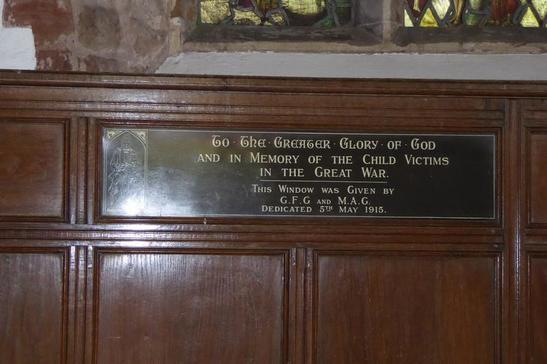 To · The · Greater · Glory · of · God
and in Memory of the Child Victims
in the Great War.
This Window was Given by
G.F.G and M.A.G.
Dedicated 5TH May 1915.